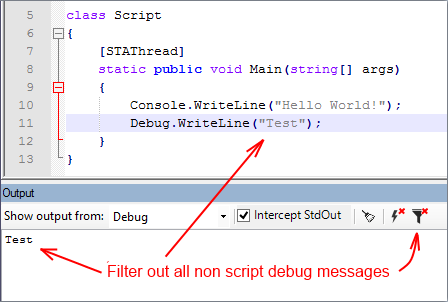 5 class Script
6 {
7 [STAThread]
8 static public void Main(string[] args)
9 {
10 Console.WriteLine("Hello World!");
11 Debug.WriteLine("Test");
12 }
13 }
Output
Show output from: Debug Intercept StdOut
Test
Filter out all non script debug messages